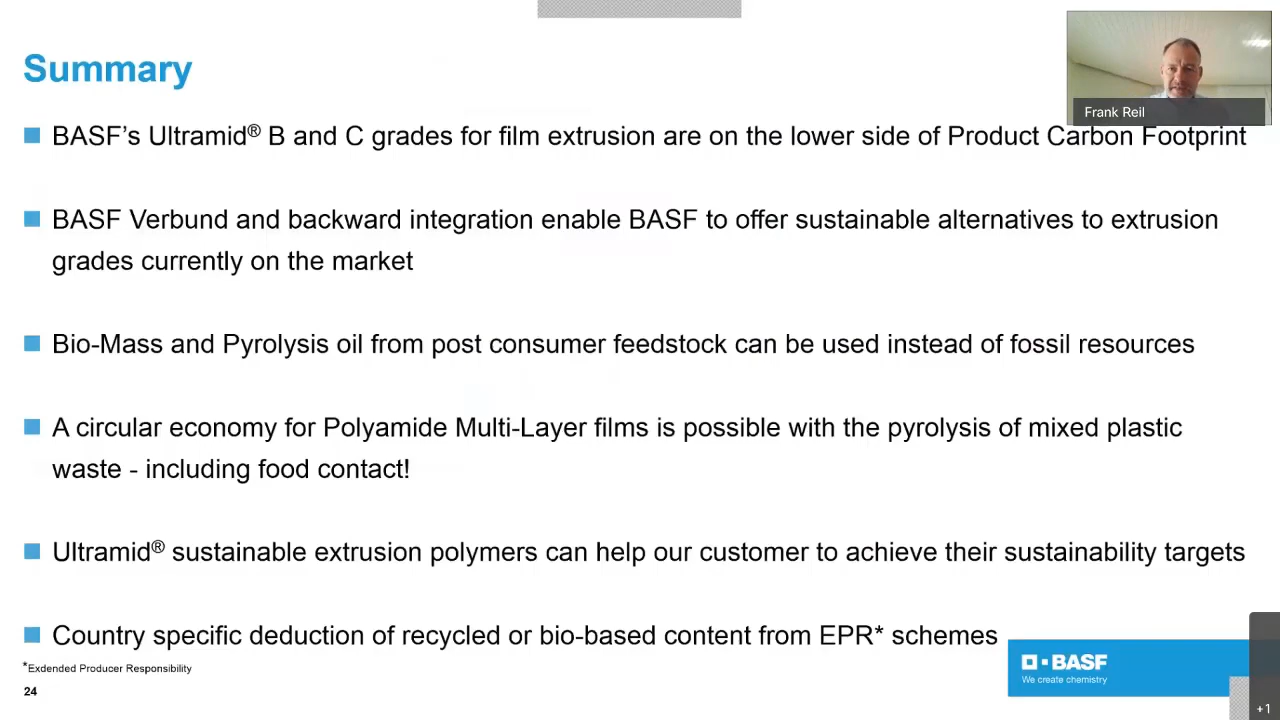 Summary
Frank Reil
BASF’s Ultramid® B and C grades for film extrusion are on the lower side of Product Carbon Footprint
BASF Verbund and backward integration enable BASF to offer sustainable alternatives to extrusion
grades currently on the market
Bio-Mass and Pyrolysis oil from post consumer feedstock can be used instead of fossil resources
A circular economy for Polyamide Multi-Layer films is possible with the pyrolysis of mixed plastic
waste - including food contact!
Ultramid® sustainable extrusion polymers can help our customer to achieve their sustainability targets
Country specific deduction of recycled or bio-based content from EPR* schemes
*Exdended Producer Responsibility
24
BASF
We create chemistry
+1